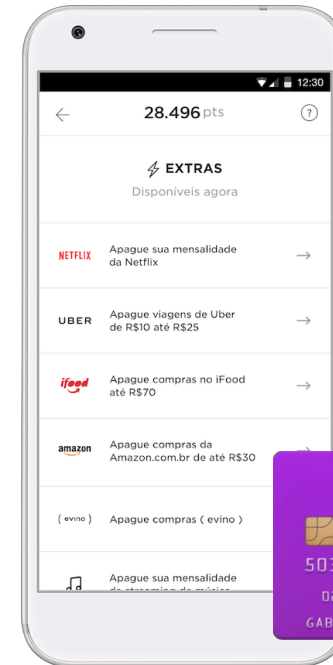 12:30
28.496 pts
?
EXTRAS
Disponíveis agora
NETFLIX
Apague sua mensalidade
da Netflix
UBER
Apague viagens de Uber
de R$10 até R$25
ifood
Apague compras no iFood
até R$70
amazon
Apague compras da
Amazon.com.br de até R$30
( evino )
Apague compras ( evino )
Apague sua mensalidade
503
02
GAB